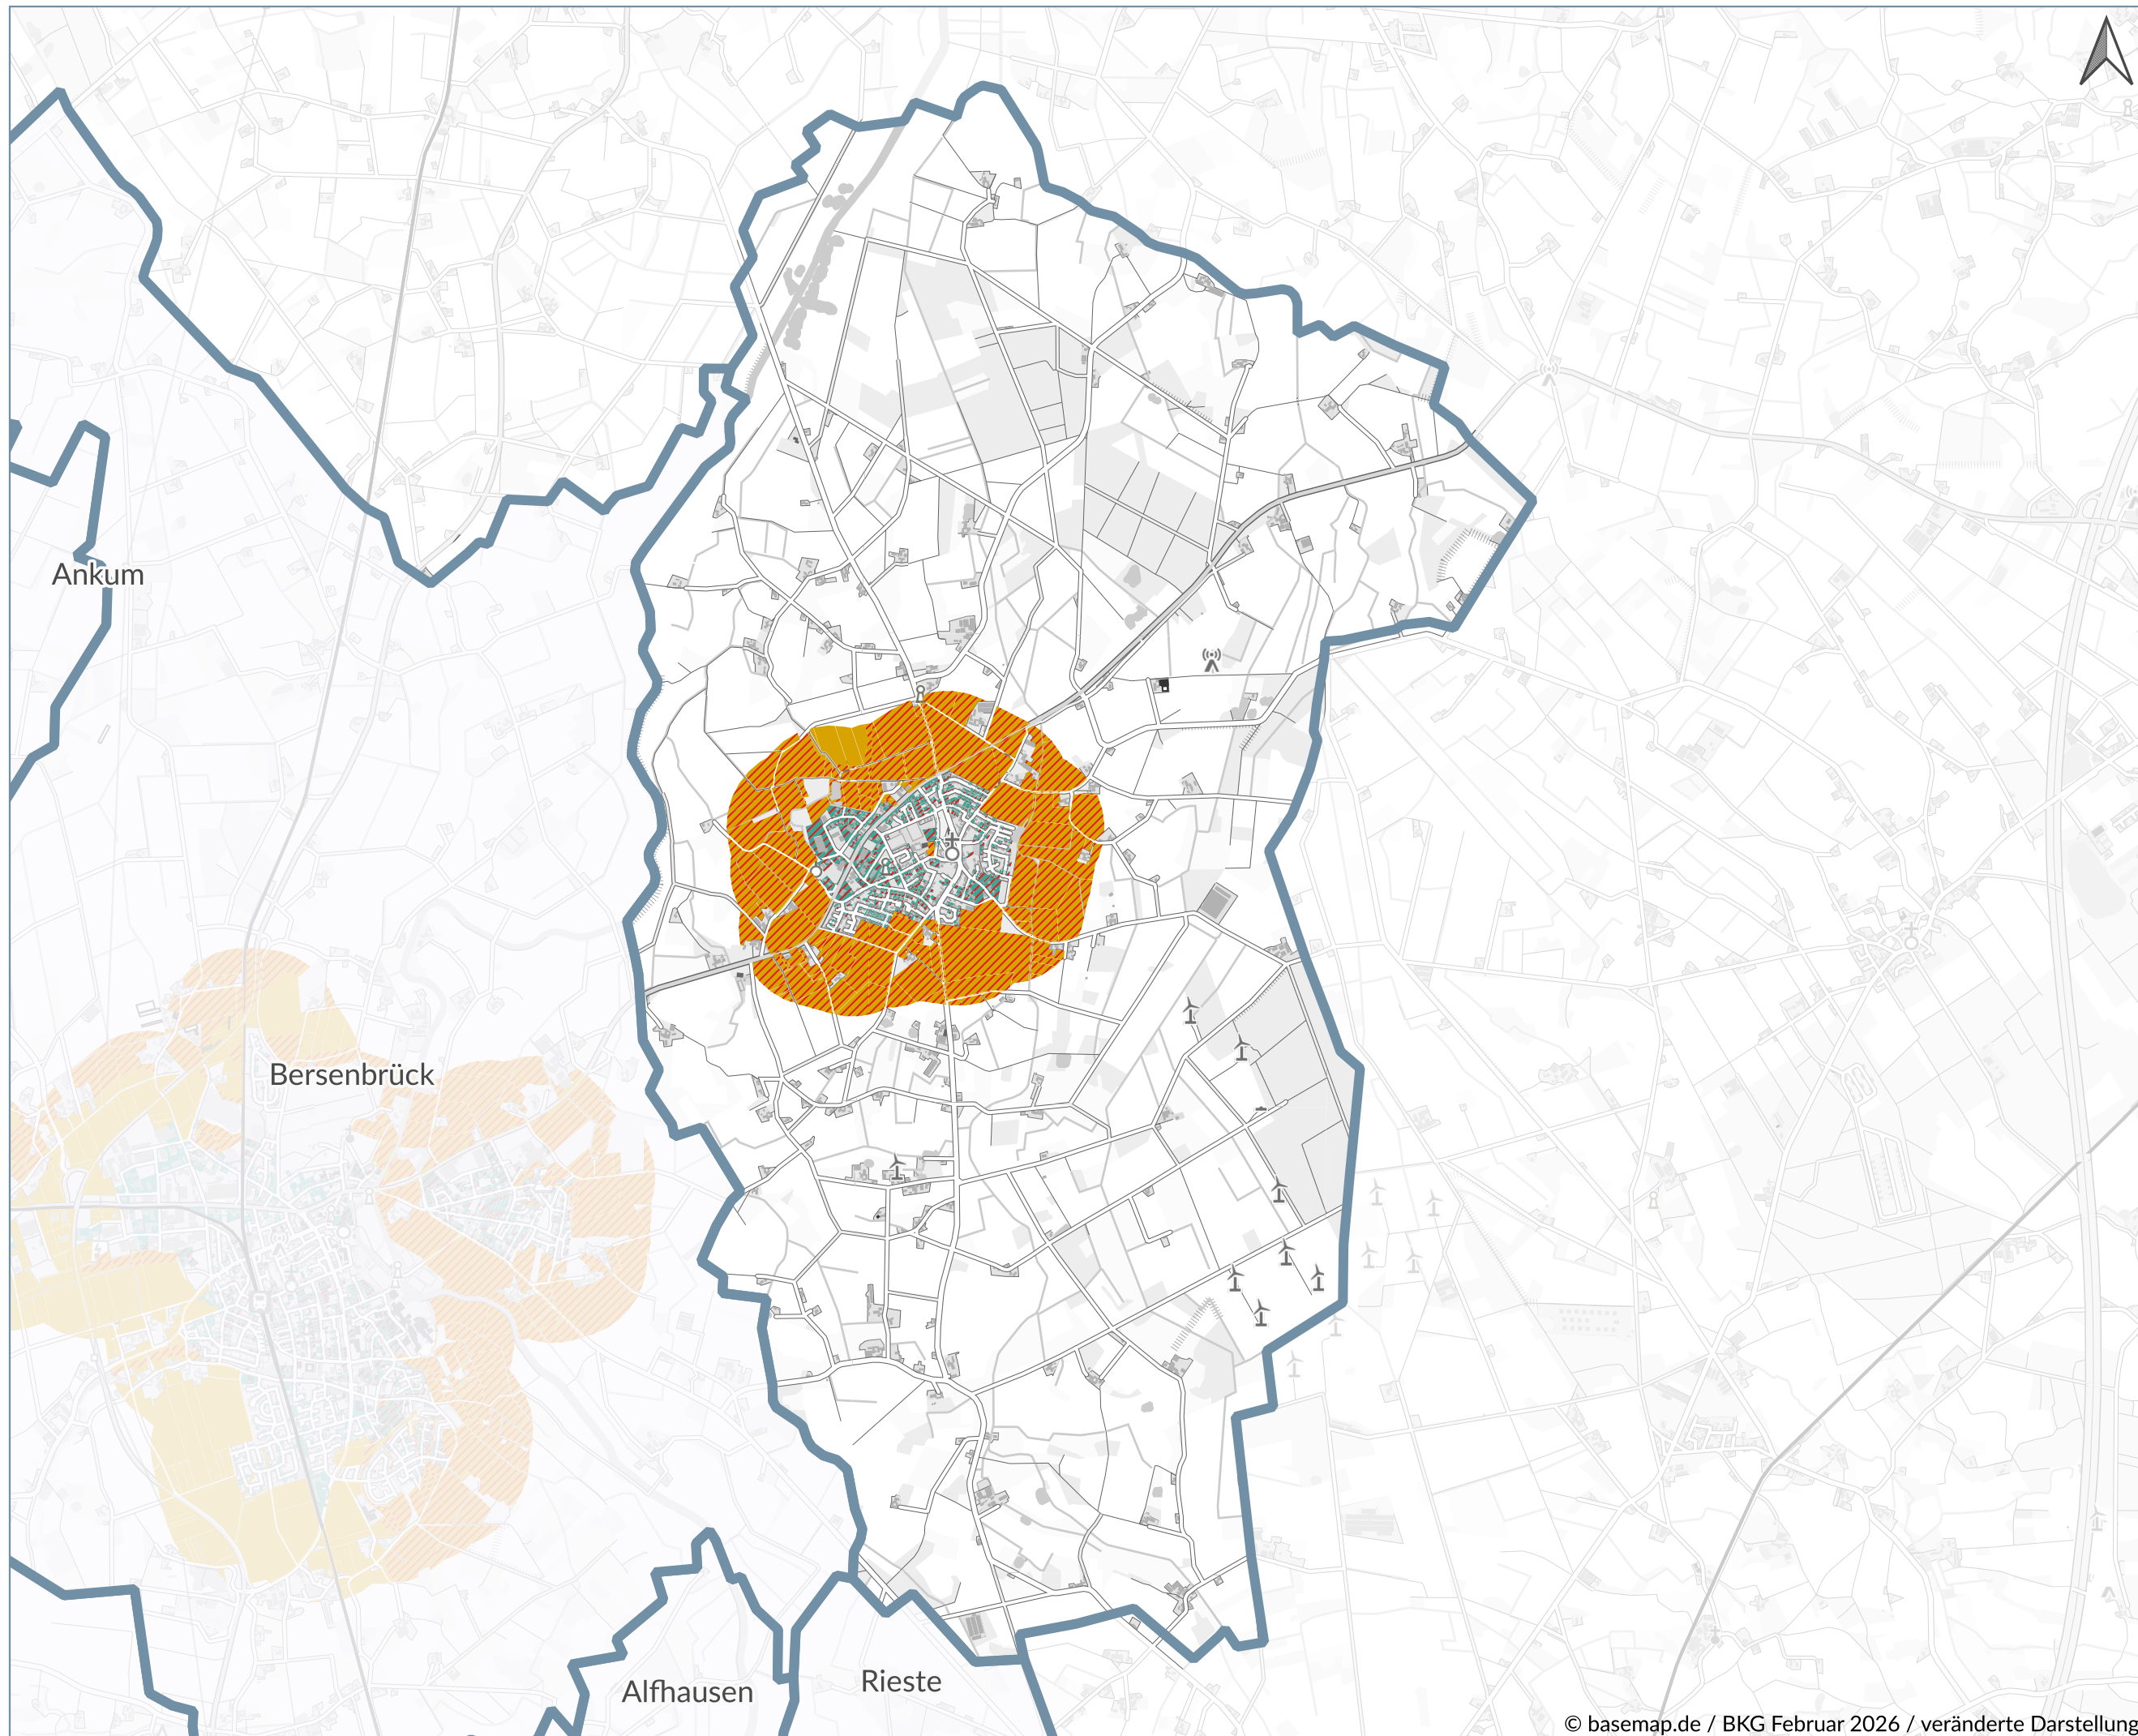 Ankum
Bersenbrück
Alfhausen
Rieste
© basemap.de / BKG Februar 2026 / veränderte Darstellung